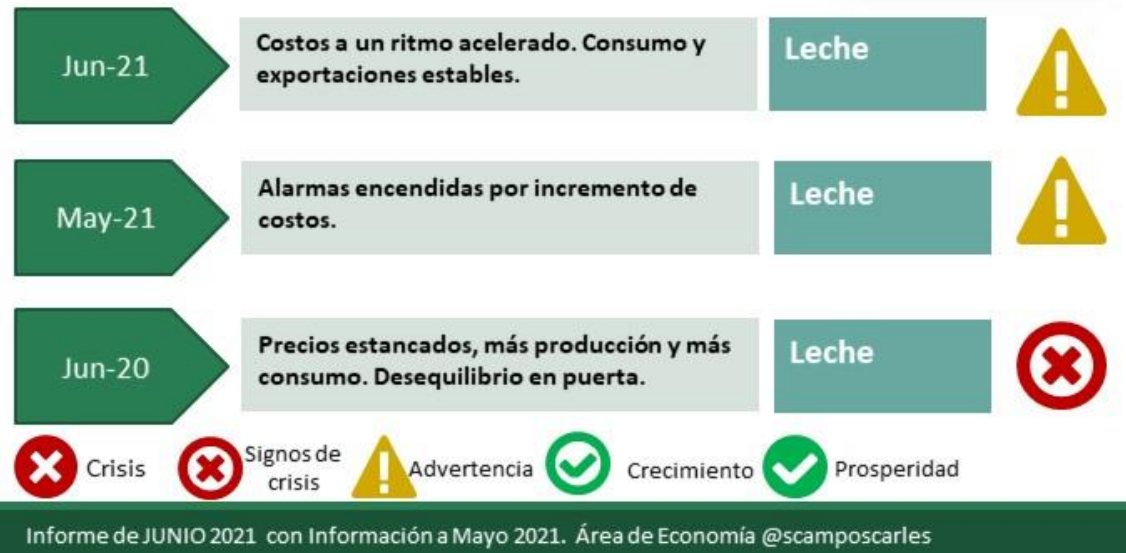 Jun-21
Costos a un ritmo acelerado. Consumo y
exportaciones estables.
Leche
May-21
Alarmas encendidas por incremento de
costos.
Leche
Jun-20
Precios estancados, más producción y más
consumo. Desequilibrio en puerta.
Leche
Crisis
Signos de
crisis
Advertencia
Crecimiento
Prosperidad
Informe de JUNIO 2021 con Información a Mayo 2021. Área de Economía @scamposcarles